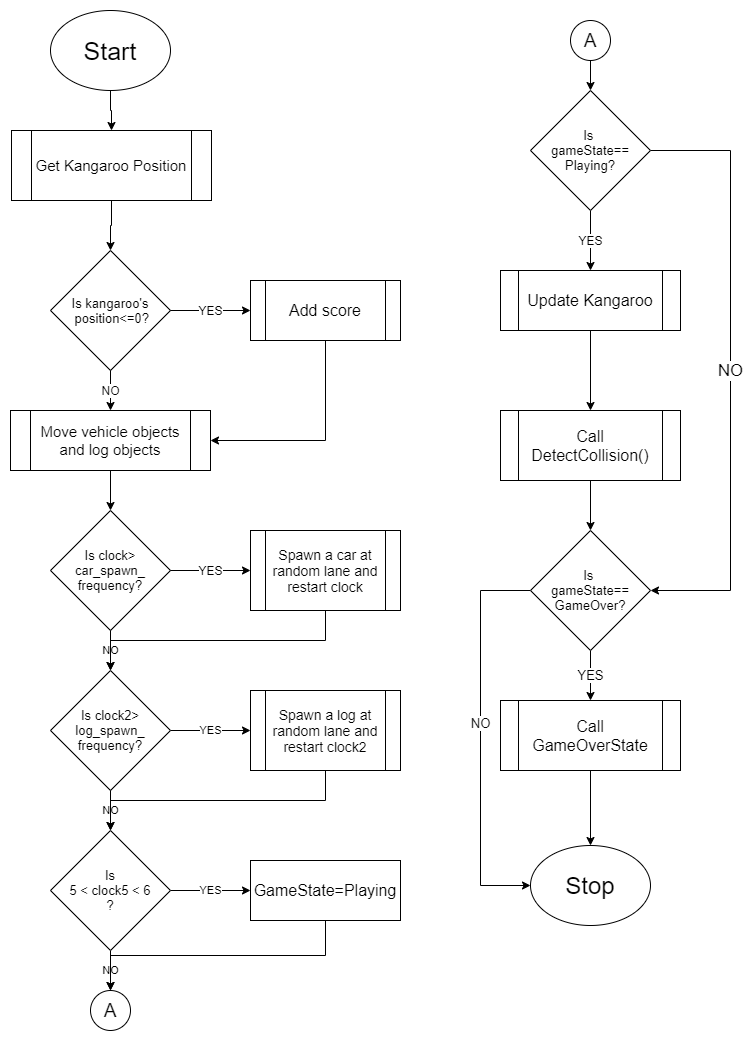 Start
Get Kangaroo Position
Is kangaroo's
position<=0?
YES
Add score
NO
Move vehicle objects
and log objects
Is clock>
car_spawn_
frequency?
YES
Spawn a car at
random lane and
restart clock
NO
Is clock2>
log_spawn_
frequency?
YES
Spawn a log at
random lane and
restart clock2
NO
Is
5 < clock5 < 6
?
YES
GameState=Playing
NO
A
A
Is
gameState==
Playing?
YES
NO
Update Kangaroo
Call
DetectCollision()
Is
gameState==
GameOver?
YES
NO
Call
GameOverState
Stop